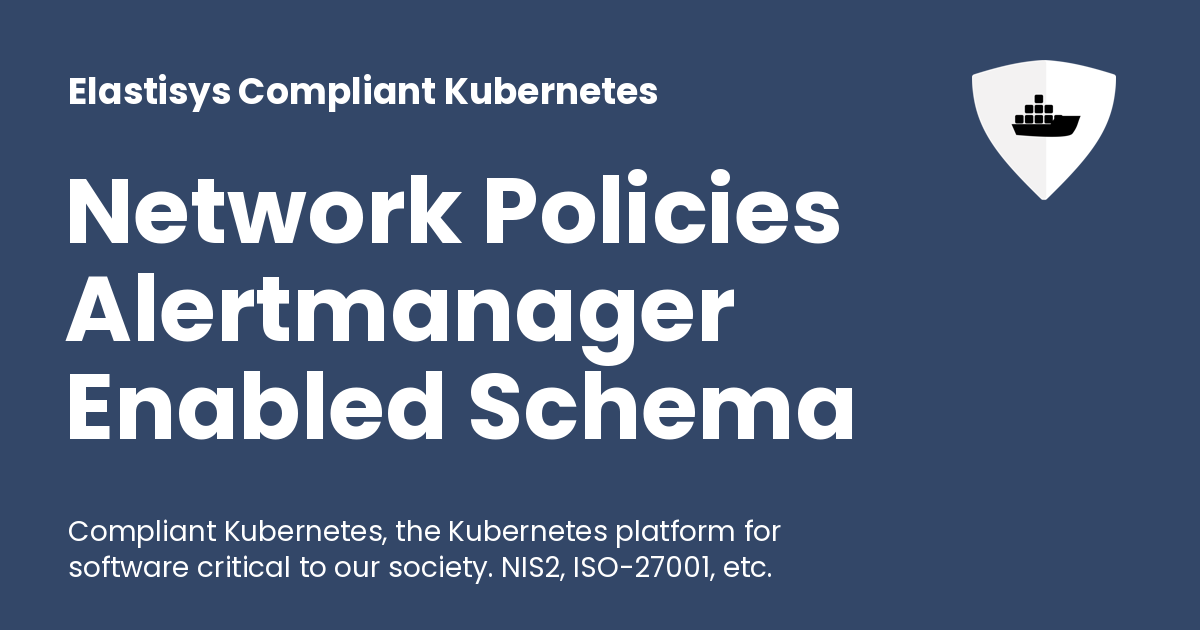 Elastisys Compliant Kubernetes
Network Policies
Alertmanager
Enabled Schema
Compliant Kubernetes, the Kubernetes platform for
software critical to our society. NIS2, ISO-27001, etc.